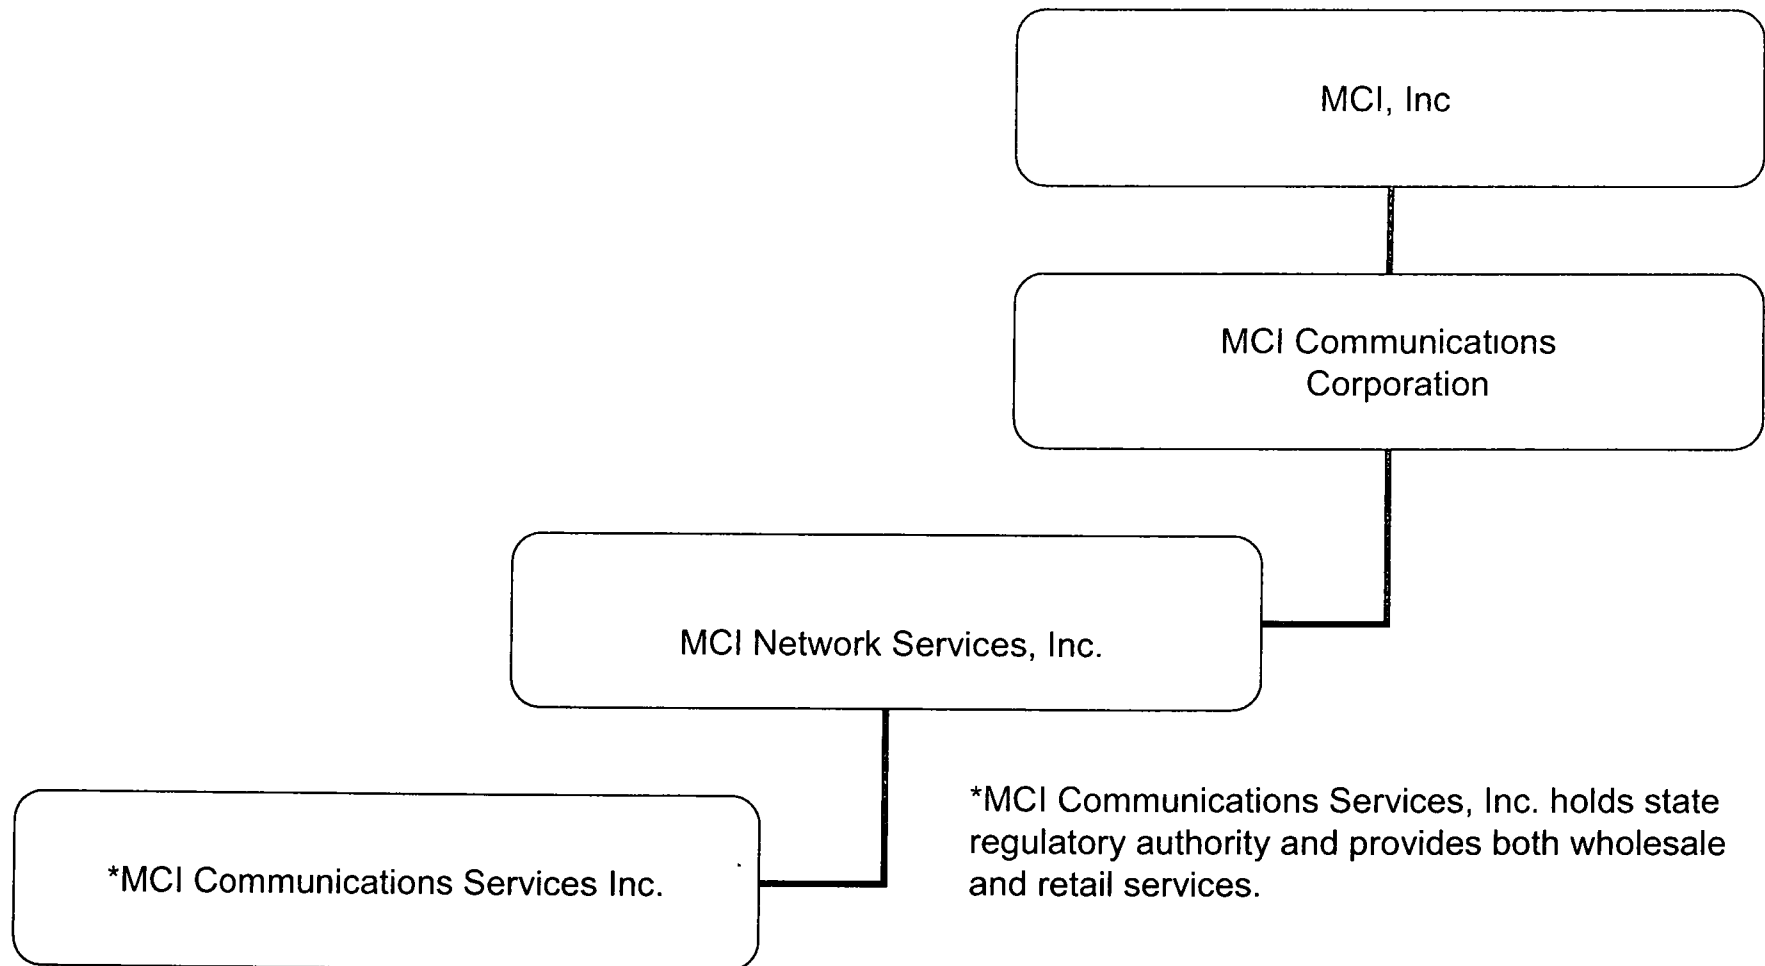 MCI, Inc
MCI Communications
Corporation
MCI Network Services, Inc.
*MCI Communications Services Inc.
*MCI Communications Services, Inc. holds state
regulatory authority and provides both wholesale
and retail services.